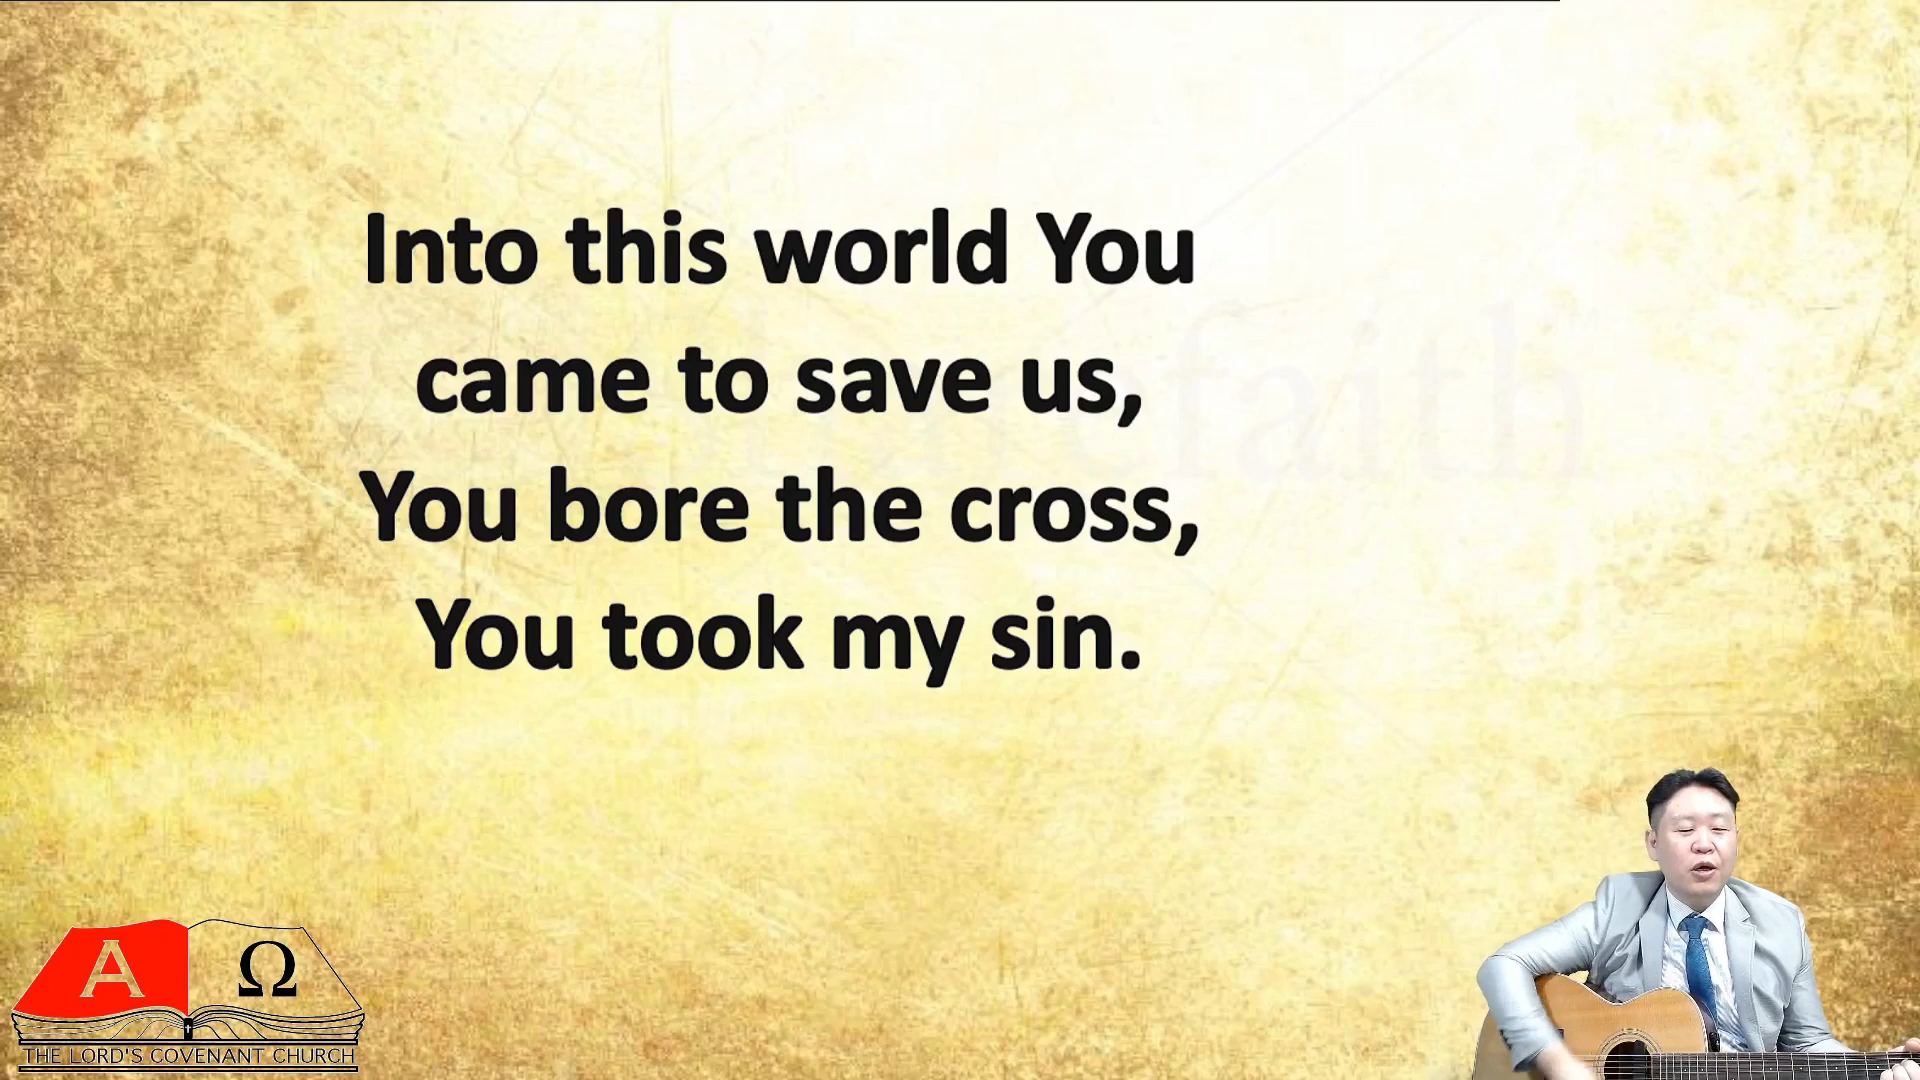 Into this world You
came to save us,
You bore the cross,
You took my sin.
faith
Α Ω
THE LORD'S COVENANT CHURCH